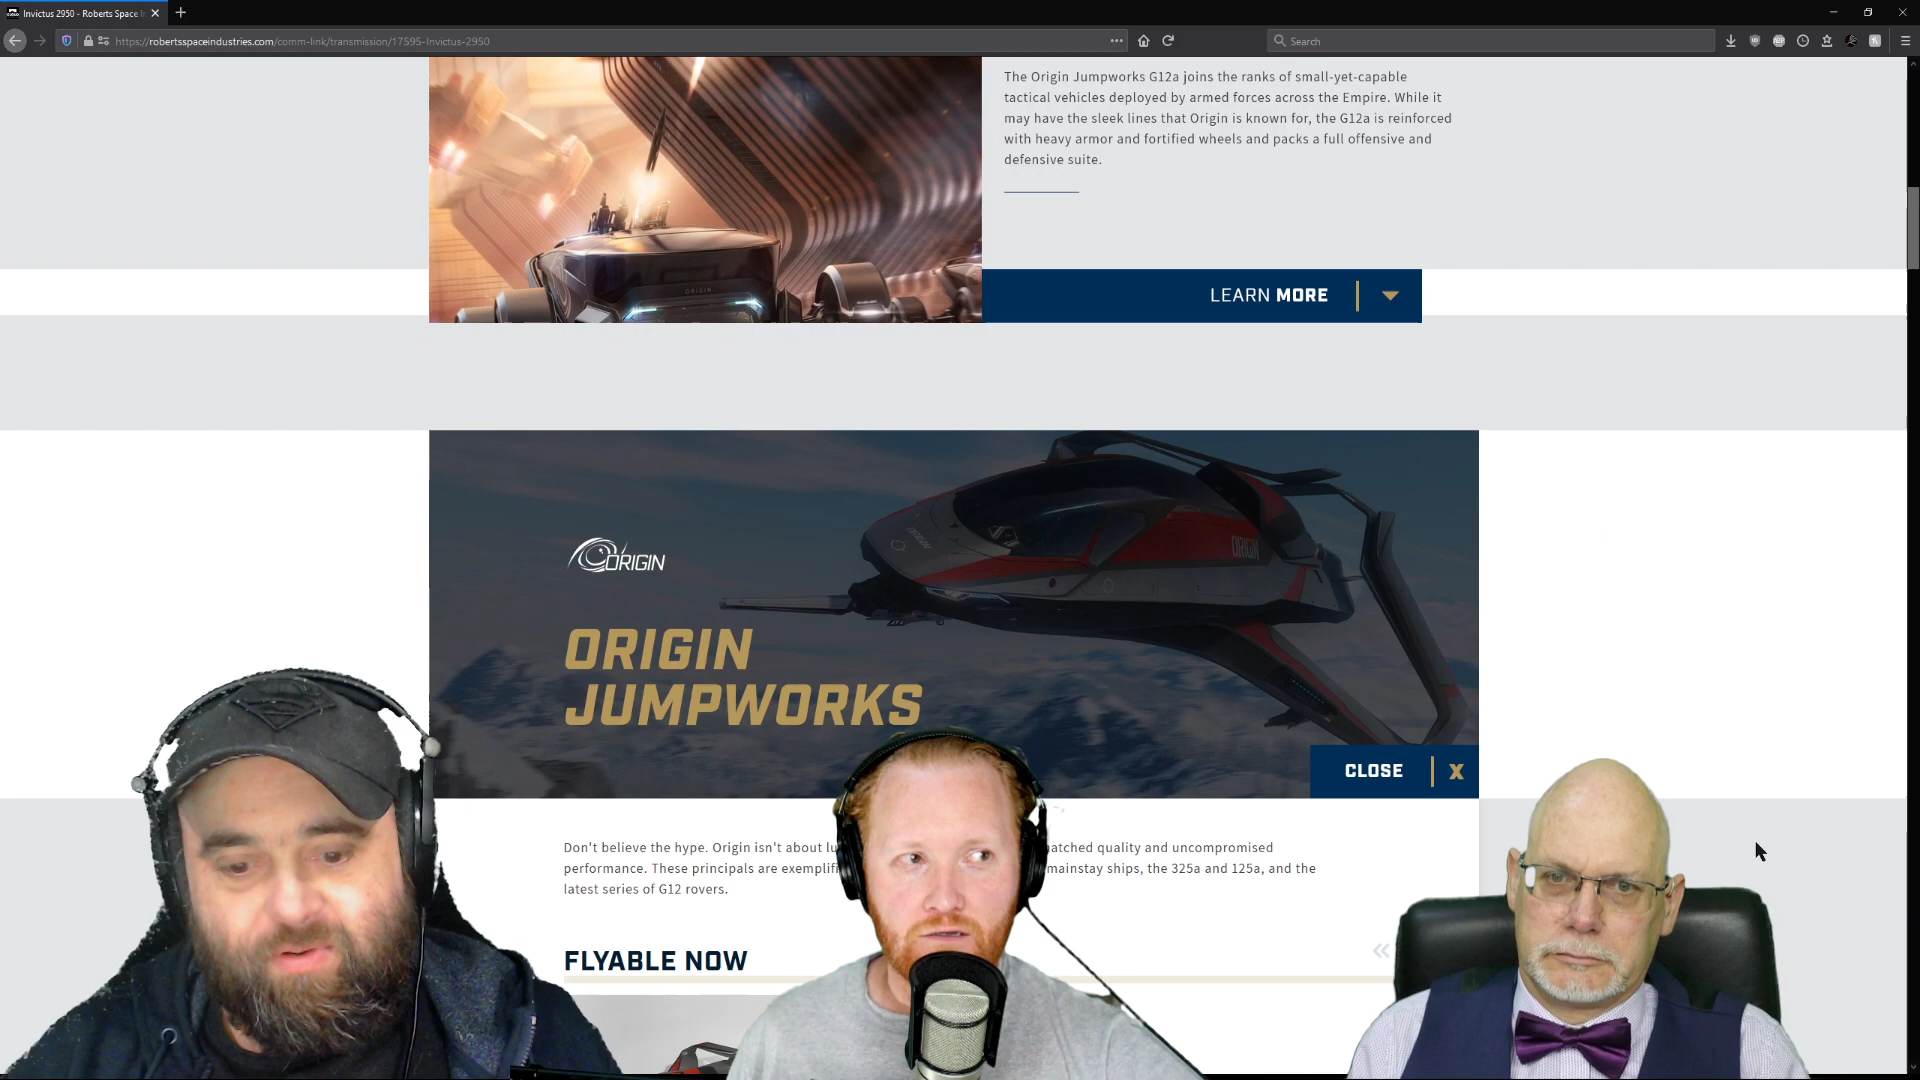 Invictus 2950 - Roberts Space I
https://robertsspaceindustries.com/comm-link/transmission/17595-Invictus-2950
Search
The Origin Jumpworks G12a joins the ranks of small-yet-capable
tactical vehicles deployed by armed forces across the Empire. While it
may have the sleek lines that Origin is known for, the G12a is reinforced
with heavy armor and fortified wheels and packs a full offensive and
defensive suite.
ORIGIN
LEARN MORE
ORIGIN
ORIGIN
ORIGIN
JUMPWORKS
CLOSE X
Don't believe the hype. Origin isn't about lu atched quality and uncompromised
performance. These principals are exemplifi mainstay ships, the 325a and 125a, and the
latest series of G12 rovers.
FLYABLE NOW